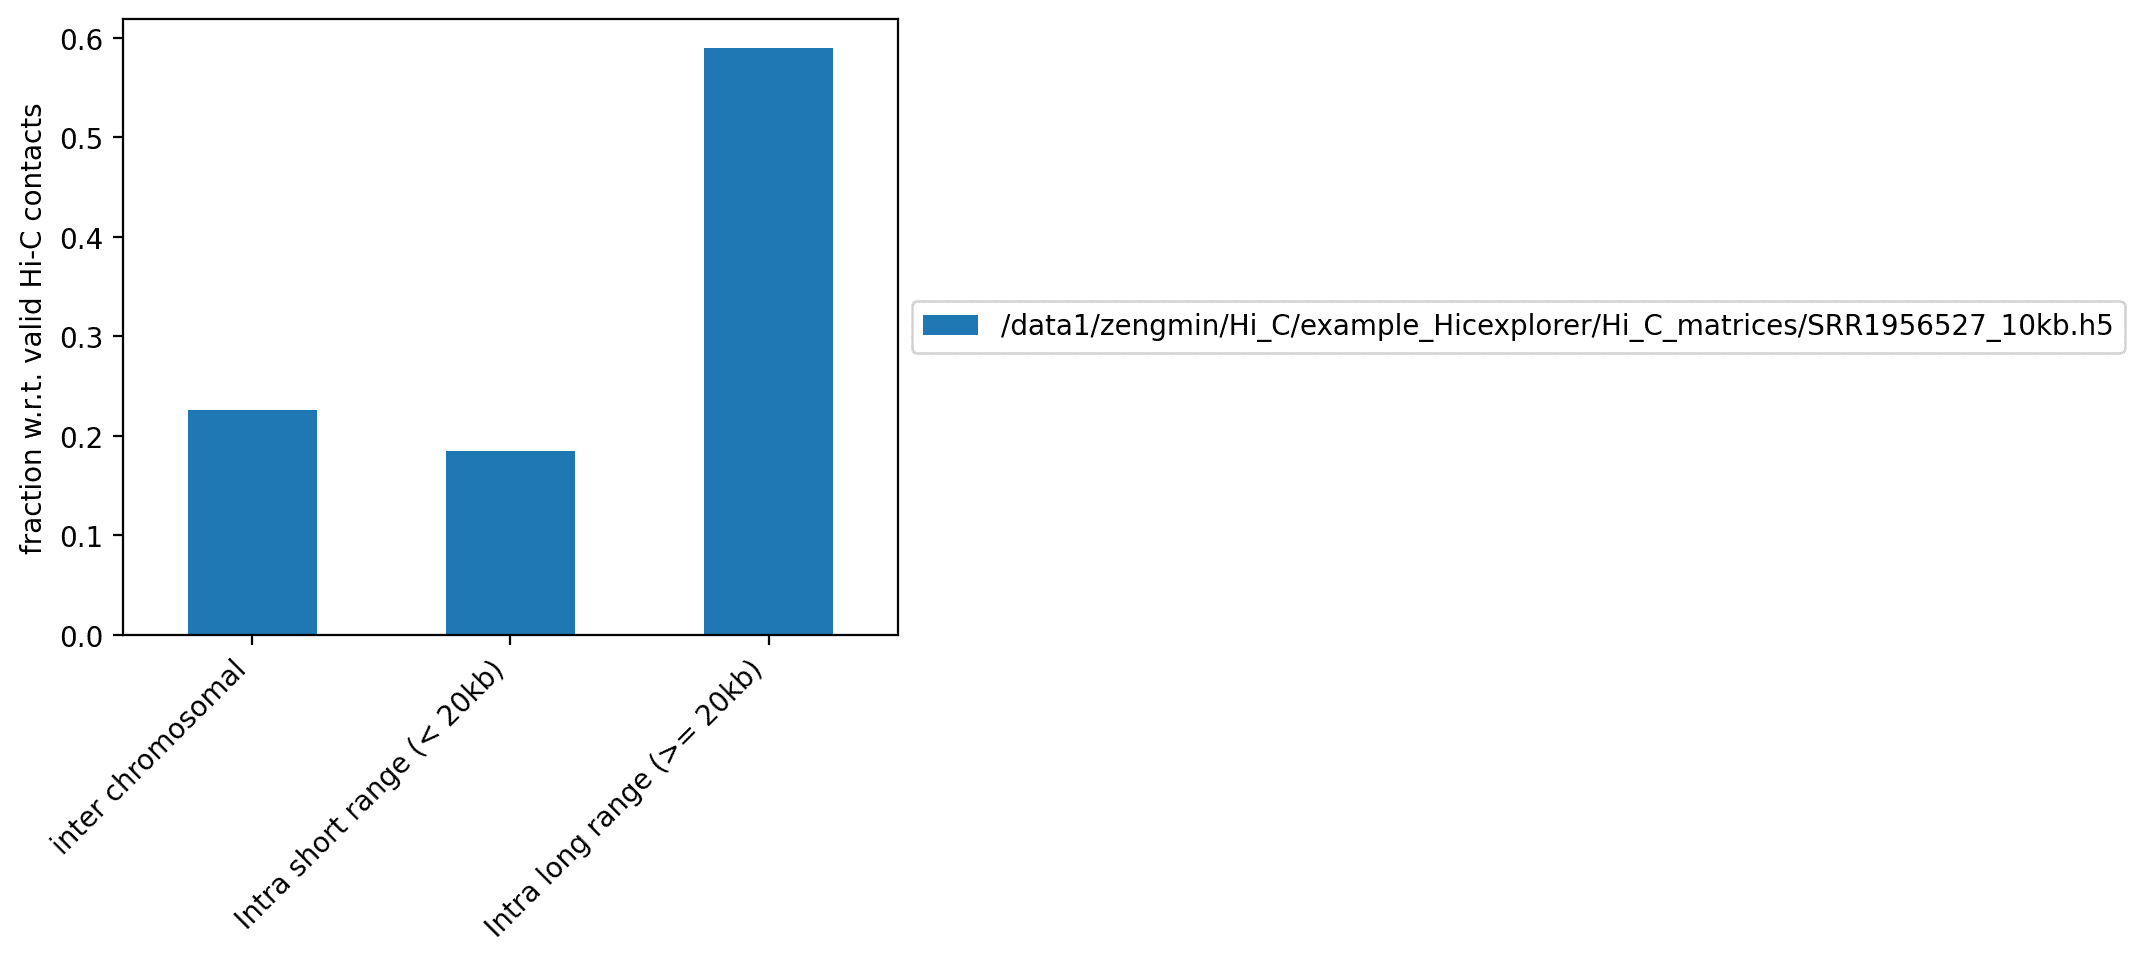 fraction w.r.t. valid Hi-C contacts
0.6
0.5
0.4
0.3
0.2
0.1
0.0
inter chromosomal
Intra short range (< 20kb)
Intra long range (>= 20kb)
/data1/zengmin/Hi_C/example_Hicexplorer/Hi_C_matrices/SRR1956527_10kb.h5